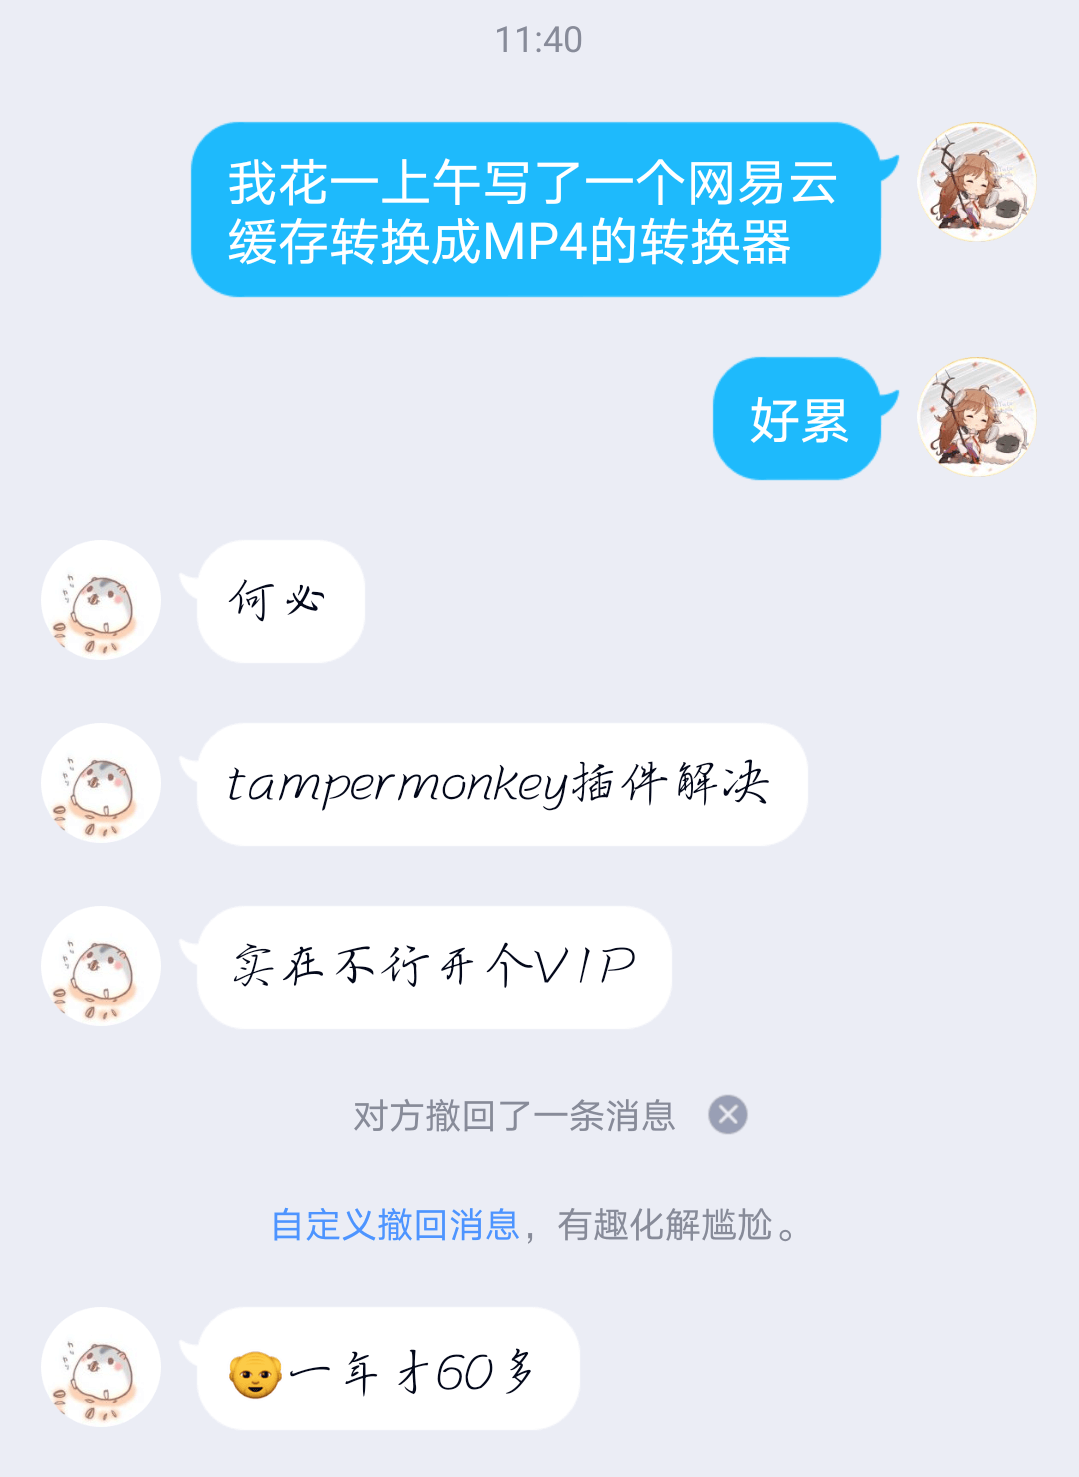 11:40
我花一上午写了一个网易云
缓存转换成MP4的转换器
好累
何必
tampermonkey插件解决
实在不行开个VIP
对方撤回了一条消息
自定义撤回消息，有趣化解尴尬。
👴一年才60多